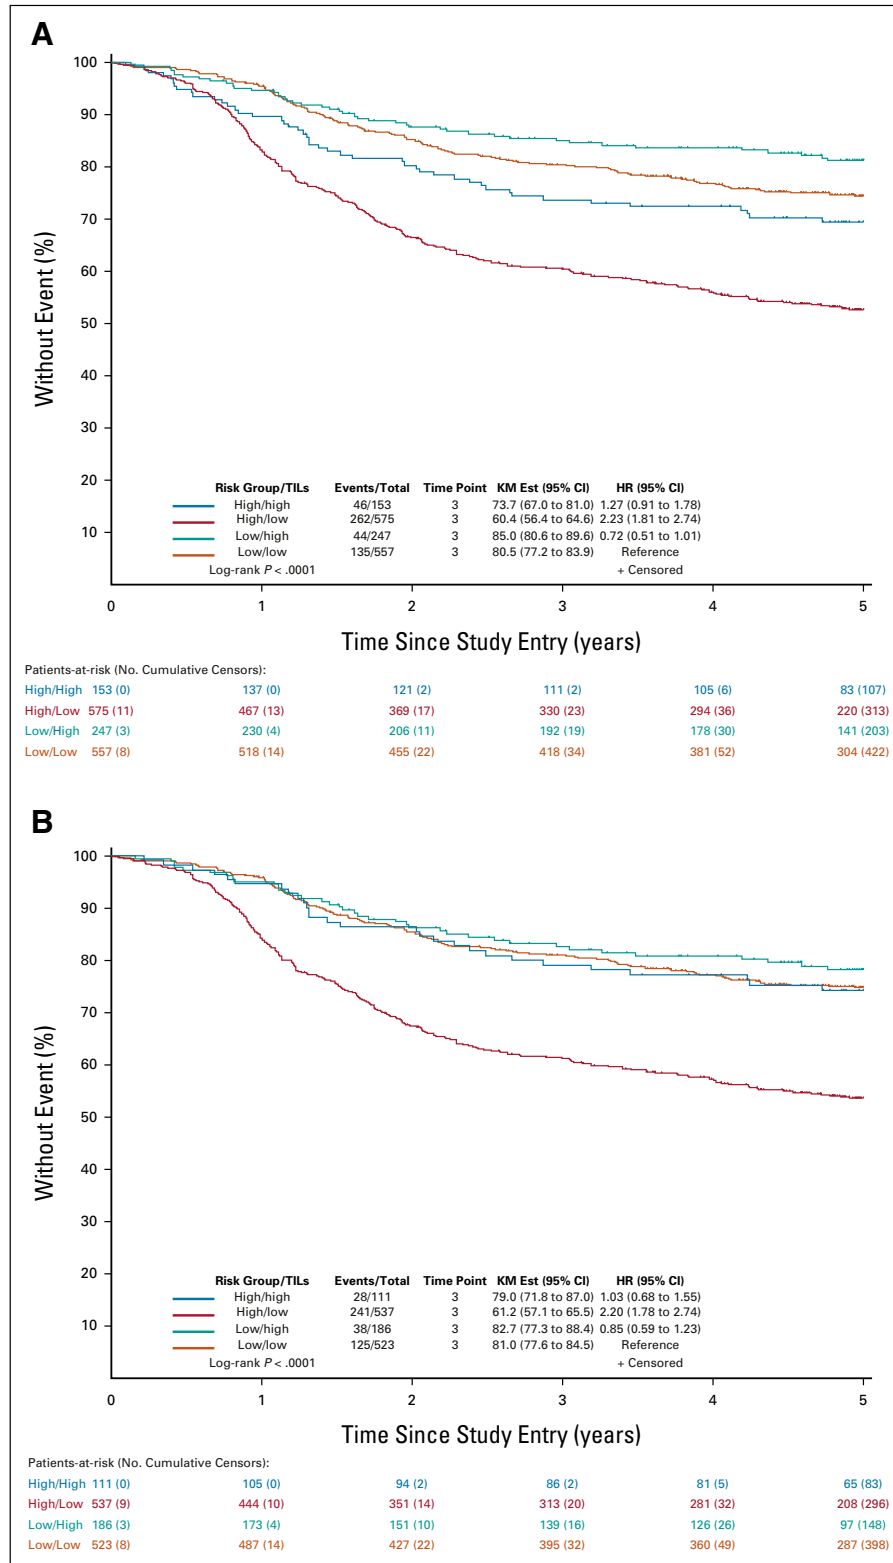 A
100
90
80
70
60
50
40
30
20
10
Without Event (%)
Risk Group/TILs Events/Total Time Point KM Est (95% CI) HR (95% CI)
High/high 46/153 3 73.7 (67.0 to 81.0) 1.27 (0.91 to 1.78)
High/low 262/575 3 60.4 (56.4 to 64.6) 2.23 (1.81 to 2.74)
Low/high 44/247 3 85.0 (80.6 to 89.6) 0.72 (0.51 to 1.01)
Low/low 135/557 3 80.5 (77.2 to 83.9) Reference
Log-rank P < .0001 + Censored
0 1 2 3 4 5
Time Since Study Entry (years)
Patients-at-risk (No. Cumulative Censors):
High/High 153 (0) 137 (0) 121 (2) 111 (2) 105 (6) 83 (107)
High/Low 575 (11) 467 (13) 369 (17) 330 (23) 294 (36) 220 (313)
Low/High 247 (3) 230 (4) 206 (11) 192 (19) 178 (30) 141 (203)
Low/Low 557 (8) 518 (14) 455 (22) 418 (34) 381 (52) 304 (422)
B
100
90
80
70
60
50
40
30
20
10
Without Event (%)
Risk Group/TILs Events/Total Time Point KM Est (95% CI) HR (95% CI)
High/high 28/111 3 79.0 (71.8 to 87.0) 1.03 (0.68 to 1.55)
High/low 241/537 3 61.2 (57.1 to 65.5) 2.20 (1.78 to 2.74)
Low/high 38/186 3 82.7 (77.3 to 88.4) 0.85 (0.59 to 1.23)
Low/low 125/523 3 81.0 (77.6 to 84.5) Reference
Log-rank P < .0001 + Censored
0 1 2 3 4 5
Time Since Study Entry (years)
Patients-at-risk (No. Cumulative Censors):
High/High 111 (0) 105 (0) 94 (2) 86 (2) 81 (5) 65 (83)
High/Low 537 (9) 444 (10) 351 (14) 313 (20) 281 (32) 208 (296)
Low/High 186 (3) 173 (4) 151 (10) 139 (16) 126 (26) 97 (148)
Low/Low 523 (8) 487 (14) 427 (22) 395 (32) 360 (49) 287 (398)